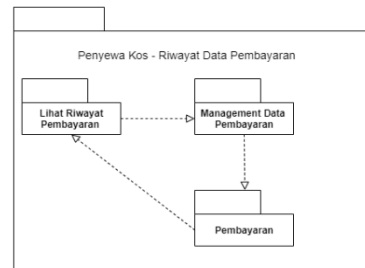 Penyewa Kos - Riwayat Data Pembayaran
Lihat Riwayat
Pembayaran
Management Data
Pembayaran
Pembayaran